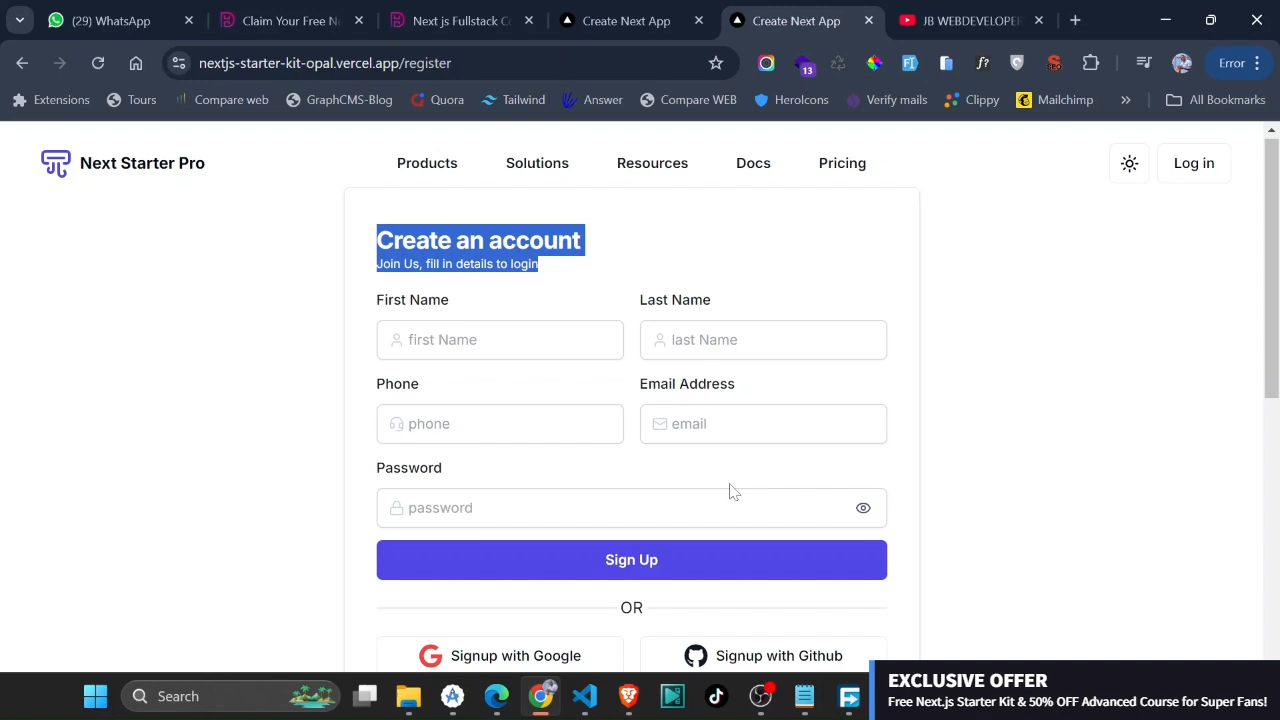 (29) WhatsApp
Claim Your Free N
Next js Fullstack C
Create Next App
Create Next App
JB WEBDEVELOPER
nextjs-starter-kit-opal.vercel.app/register
13
SEO
Error
Extensions
Tours
Compare web
GraphCMS-Blog
Quora
Tailwind
Answer
Compare WEB
HeroIcons
Verify mails
Clippy
Mailchimp
All Bookmarks
Next Starter Pro
Products
Solutions
Resources
Docs
Pricing
Log in
Create an account
Join Us, fill in details to login
First Name
Last Name
first Name
last Name
Phone
Email Address
phone
email
Password
password
Sign Up
OR
Signup with Google
Signup with Github
Search
EXCLUSIVE OFFER
Free Next.js Starter Kit & 50% OFF Advanced Course for Super Fans!